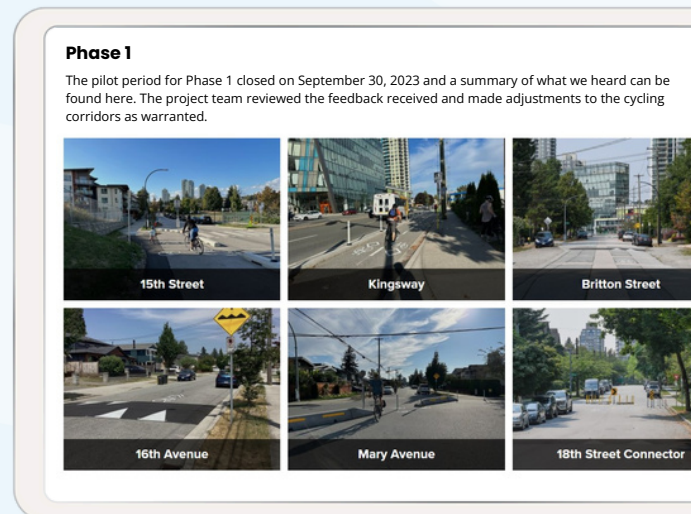 Phase 1
The pilot period for Phase 1 closed on September 30, 2023 and a summary of what we heard can be
found here. The project team reviewed the feedback received and made adjustments to the cycling
corridors as warranted.
15th Street
Kingsway
Britton Street
16th Avenue
Mary Avenue
18th Street Connector